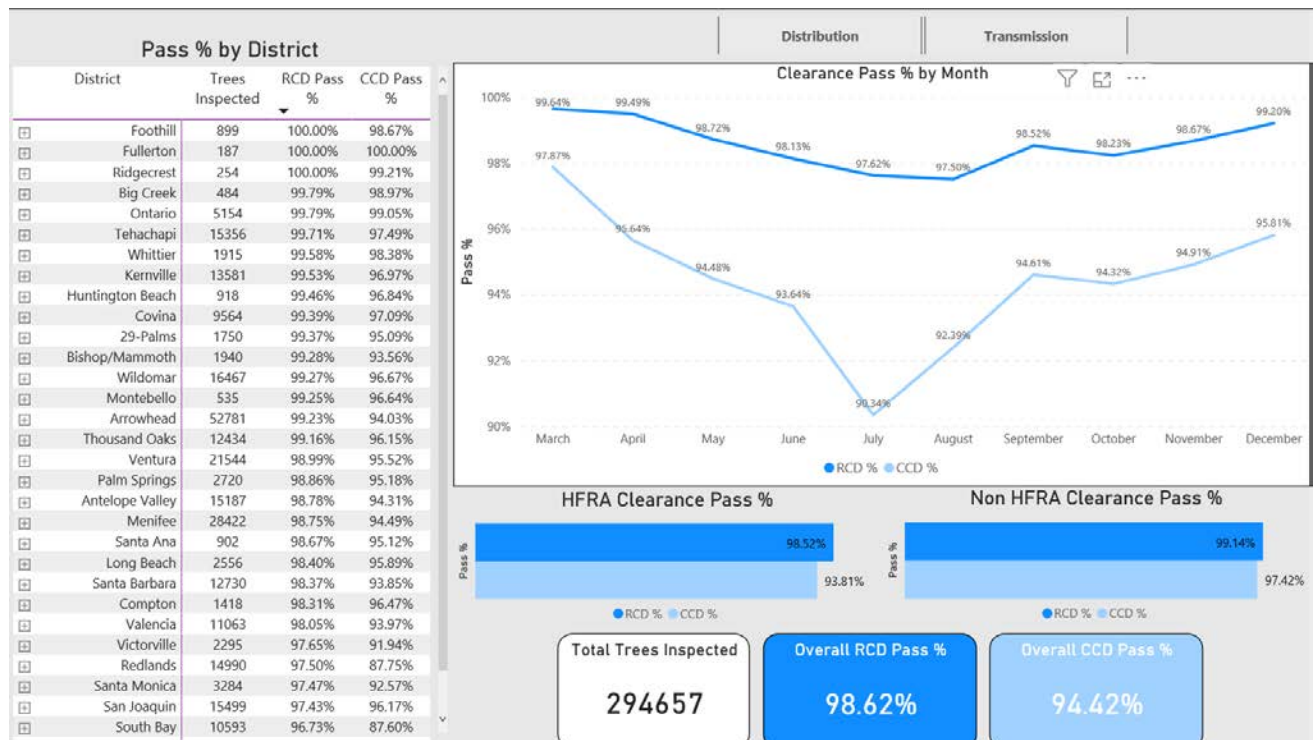 Distribution
Transmission
Pass % by District
District Trees Inspected RCD Pass % CCD Pass %
Foothill 899 100.00% 98.67%
Fullerton 187 100.00% 100.00%
Ridgecrest 254 100.00% 99.21%
Big Creek 484 99.79% 98.97%
Ontario 5154 99.79% 99.05%
Tehachapi 15356 99.71% 97.49%
Whittier 1915 99.58% 98.38%
Kernville 13581 99.53% 96.97%
Huntington Beach 918 99.46% 96.84%
Covina 9564 99.39% 97.09%
29-Palms 1750 99.37% 95.09%
Bishop/Mammoth 1940 99.28% 93.56%
Wildomar 16467 99.27% 96.67%
Montebello 535 99.25% 96.64%
Arrowhead 52781 99.23% 94.03%
Thousand Oaks 12434 99.16% 96.15%
Ventura 21544 98.99% 95.52%
Palm Springs 2720 98.86% 95.18%
Antelope Valley 15187 98.78% 94.31%
Menifee 28422 98.75% 94.49%
Santa Ana 902 98.67% 95.12%
Long Beach 2556 98.40% 95.89%
Santa Barbara 12730 98.37% 93.85%
Compton 1418 98.31% 96.47%
Valencia 11063 98.05% 93.97%
Victorville 2295 97.65% 91.94%
Redlands 14990 97.50% 87.75%
Santa Monica 3284 97.47% 92.57%
San Joaquin 15499 97.43% 96.17%
South Bay 10593 96.73% 87.60%
Clearance Pass % by Month
Pass %
100%
98%
96%
94%
92%
90%
99.64% 99.49% 98.72% 98.13% 97.62% 97.50% 98.52% 98.23% 98.67% 99.20%
97.87% 95.64% 94.48% 93.64% 90.34% 92.39% 94.61% 94.32% 94.91% 95.81%
March April May June July August September October November December
RCD % CCD %
HFRA Clearance Pass %
Pass %
98.52%
93.81%
RCD % CCD %
Non HFRA Clearance Pass %
Pass %
99.14%
97.42%
RCD % CCD %
Total Trees Inspected
294657
Overall RCD Pass %
98.62%
Overall CCD Pass %
94.42%